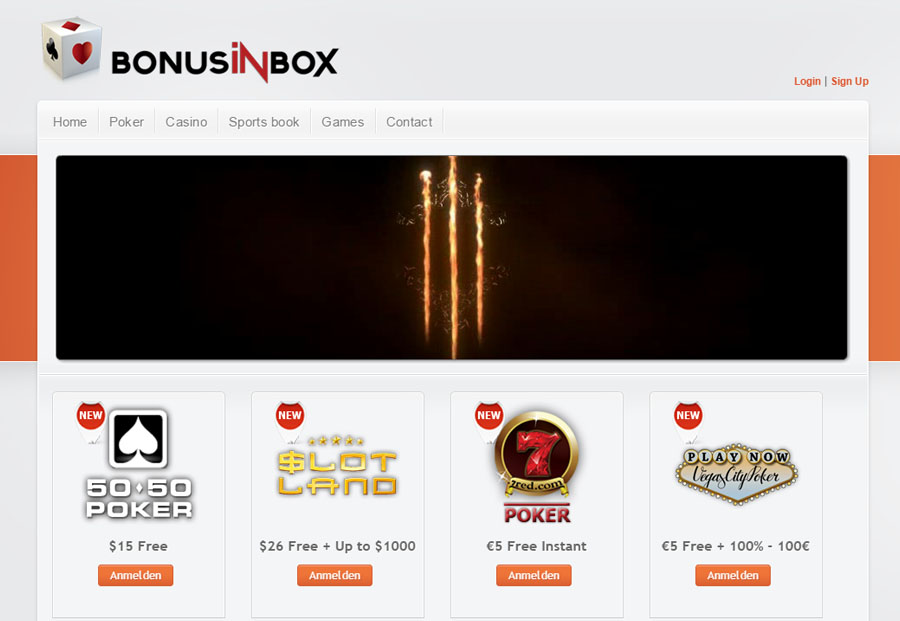 BONUSINBOX
Login | Sign Up
Home Poker Casino Sports book Games Contact
NEW NEW NEW NEW
50♦50
POKER
$LOT
LAND
7
7red.com
POKER
PLAY NOW
VegasCityPoker
$15 Free $26 Free + Up to $1000 €5 Free Instant €5 Free + 100% - 100€
Anmelden Anmelden Anmelden Anmelden